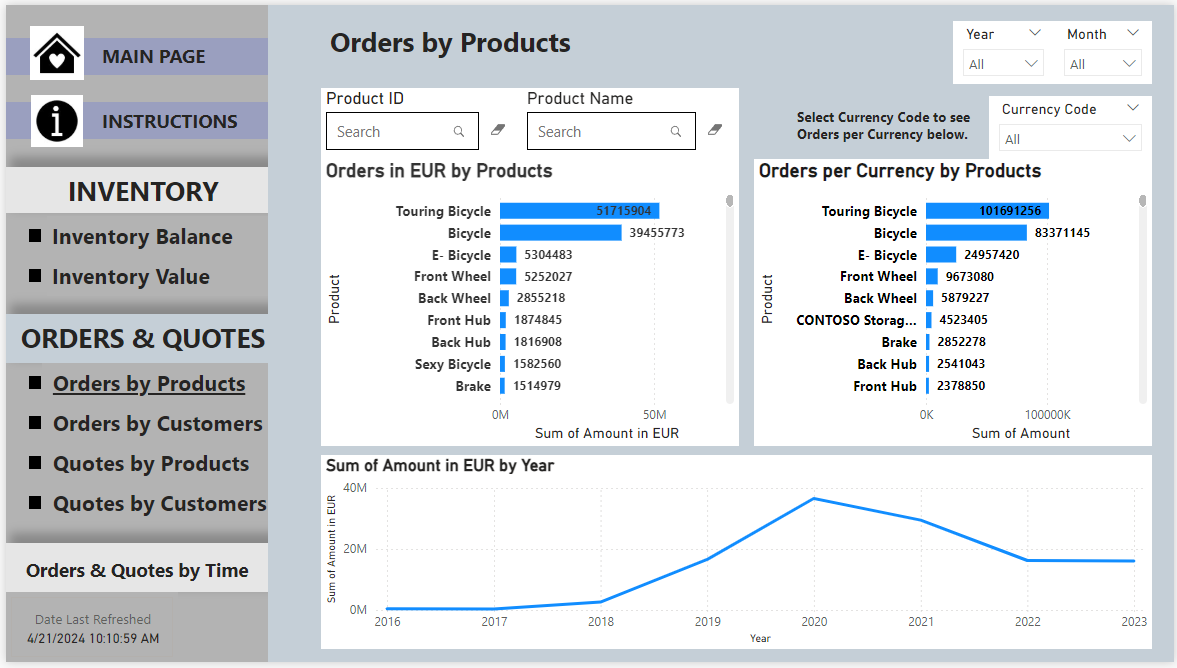 MAIN PAGE
INSTRUCTIONS
INVENTORY
Inventory Balance
Inventory Value
ORDERS & QUOTES
Orders by Products
Orders by Customers
Quotes by Products
Quotes by Customers
Orders & Quotes by Time
Date Last Refreshed
4/21/2024 10:10:59 AM
Orders by Products
Year
All
Month
All
Product ID
Search
Product Name
Search
Select Currency Code to see
Orders per Currency below.
Currency Code
All
Orders in EUR by Products
Product
Touring Bicycle 51715904
Bicycle 39455773
E- Bicycle 5304483
Front Wheel 5252027
Back Wheel 2855218
Front Hub 1874845
Back Hub 1816908
Sexy Bicycle 1582560
Brake 1514979
0M 50M
Sum of Amount in EUR
Orders per Currency by Products
Product
Touring Bicycle 101691256
Bicycle 83371145
E- Bicycle 24957420
Front Wheel 9673080
Back Wheel 5879227
CONTOSO Storag... 4523405
Brake 2852278
Back Hub 2541043
Front Hub 2378850
0K 100000K
Sum of Amount
Sum of Amount in EUR by Year
Sum of Amount in EUR
40M
20M
0M
2016 2017 2018 2019 2020 2021 2022 2023
Year